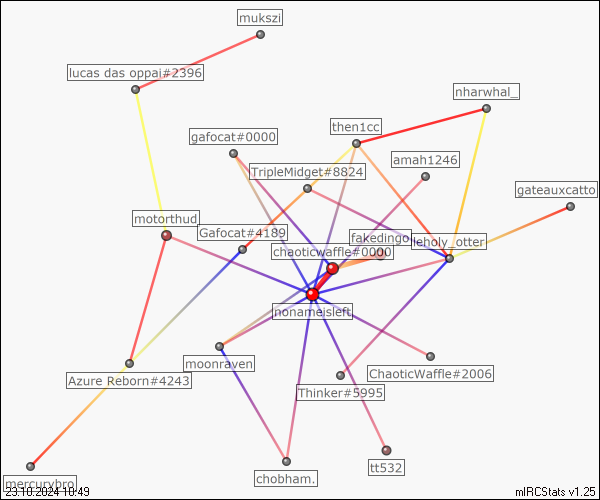 mukszi
lucas das oppai#2396
nharwhal_
then1cc
gafocat#0000
amah1246
TripleMidget#8824
gateauxcatto
motorthud
Gafocat#4189
fakedingo
leholy_otter
chaoticwaffle#0000
nonameisleft
moonraven
ChaoticWaffle#2006
Azure Reborn#4243
Thinker#5995
tt532
chobham.
mercurybro
23.10.2024 10:49
mIRCStats v1.25